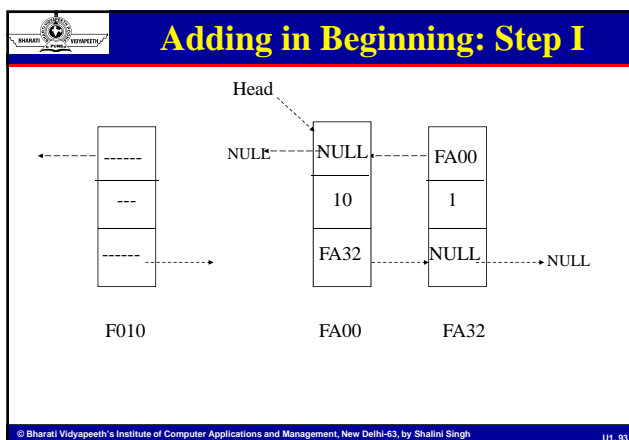 BHARATI VIDYAPEETH
PUNE
Adding in Beginning: Step I
Head
------ NULL NULL FA00
--- 10 1
------ FA32 NULL NULL
F010 FA00 FA32
© Bharati Vidyapeeth's Institute of Computer Applications and Management, New Delhi-63, by Shalini Singh U1. 93